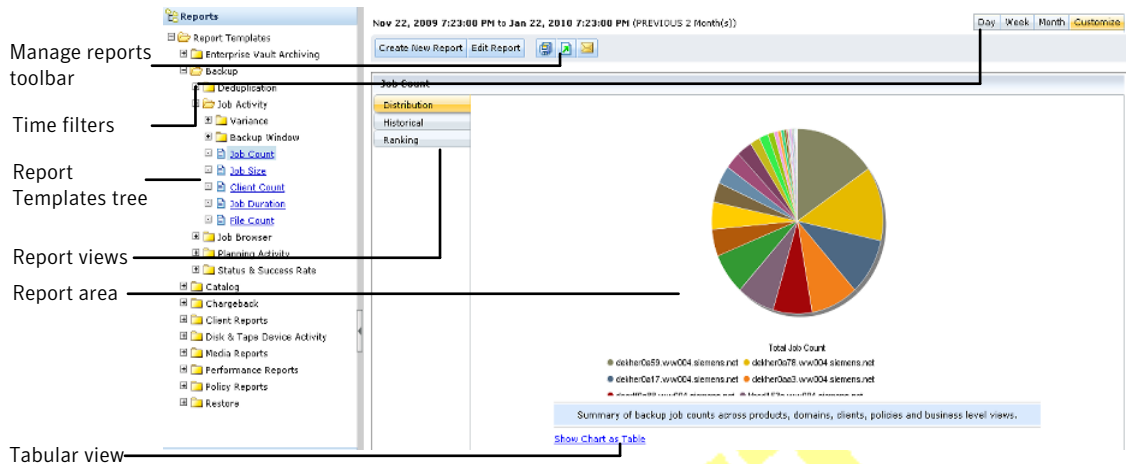 Reports
Nov 22, 2009 7:23:00 PM to Jan 22, 2010 7:23:00 PM (PREVIOUS 2 Month(s))
Day Week Month Customize
Create New Report Edit Report
Manage reports
toolbar
Time filters
Report
Templates tree
Report views
Report area
Tabular view
Report Templates
Enterprise Vault Archiving
Backup
Deduplication
Job Activity
Variance
Backup Window
Job Count
Job Size
Client Count
Job Duration
File Count
Job Browser
Planning Activity
Status & Success Rate
Catalog
Chargeback
Client Reports
Disk & Tape Device Activity
Media Reports
Performance Reports
Policy Reports
Restore
Job Count
Distribution
Historical
Ranking
Total Job Count
dekher0a59.ww004.siemens.net dekher0a78.ww004.siemens.net
dekher0a17.ww004.siemens.net dekher0aa3.ww004.siemens.net
Summary of backup job counts across products, domains, clients, policies and business level views.
Show Chart as Table